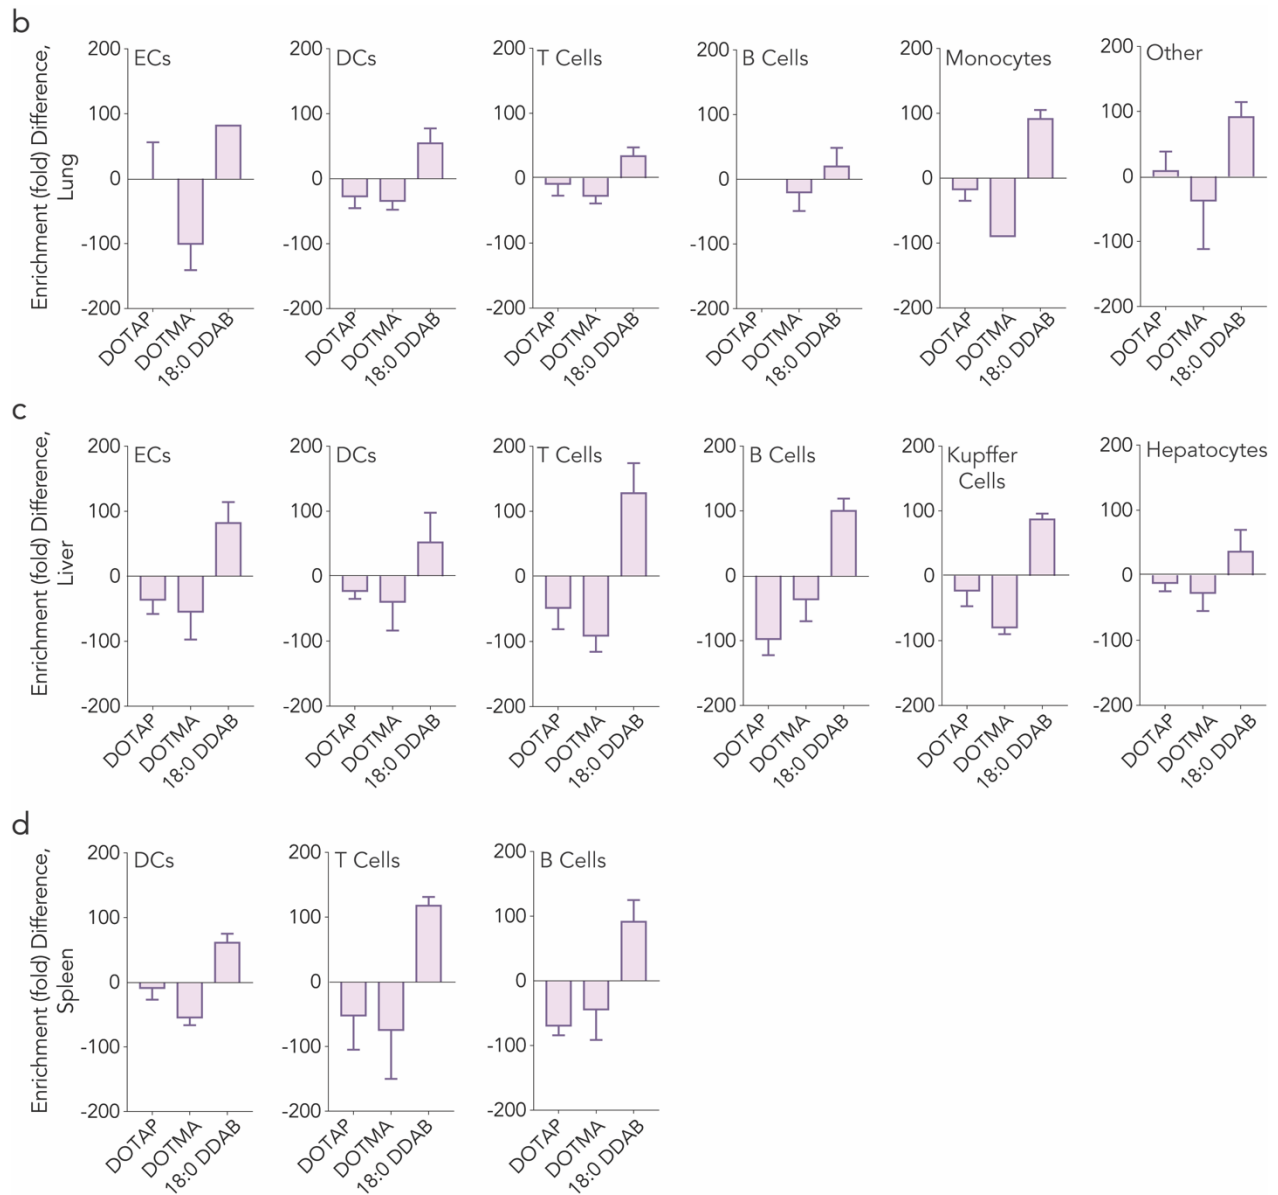 b
Enrichment (fold) Difference,
Lung
ECs
200
100
0
-100
-200
DOTAP
DOTMA
18:0 DDAB
DCs
200
100
0
-100
-200
DOTAP
DOTMA
18:0 DDAB
T Cells
200
100
0
-100
-200
DOTAP
DOTMA
18:0 DDAB
B Cells
200
100
0
-100
-200
DOTAP
DOTMA
18:0 DDAB
Monocytes
200
100
0
-100
-200
DOTAP
DOTMA
18:0 DDAB
Other
200
100
0
-100
-200
DOTAP
DOTMA
18:0 DDAB
c
Enrichment (fold) Difference,
Liver
ECs
200
100
0
-100
-200
DOTAP
DOTMA
18:0 DDAB
DCs
200
100
0
-100
-200
DOTAP
DOTMA
18:0 DDAB
T Cells
200
100
0
-100
-200
DOTAP
DOTMA
18:0 DDAB
B Cells
200
100
0
-100
-200
DOTAP
DOTMA
18:0 DDAB
Kupffer
Cells
200
100
0
-100
-200
DOTAP
DOTMA
18:0 DDAB
Hepatocytes
200
100
0
-100
-200
DOTAP
DOTMA
18:0 DDAB
d
Enrichment (fold) Difference,
Spleen
DCs
200
100
0
-100
-200
DOTAP
DOTMA
18:0 DDAB
T Cells
200
100
0
-100
-200
DOTAP
DOTMA
18:0 DDAB
B Cells
200
100
0
-100
-200
DOTAP
DOTMA
18:0 DDAB